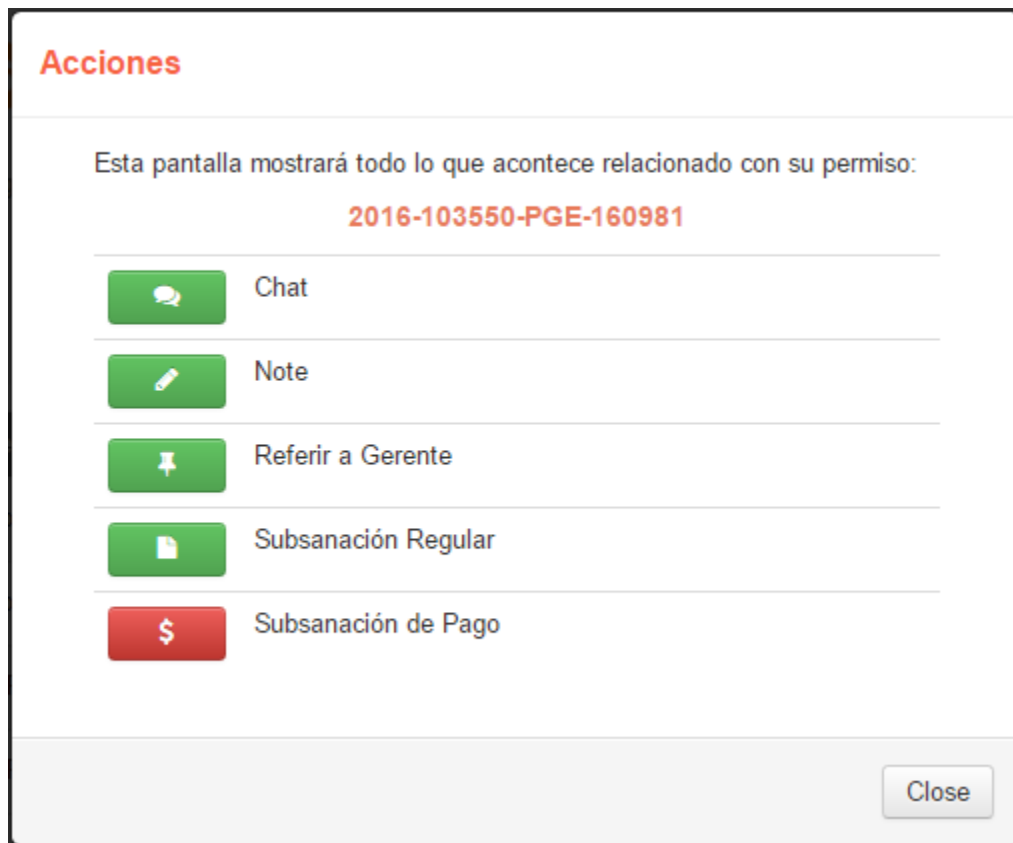 Acciones
Esta pantalla mostrará todo lo que acontece relacionado con su permiso:
2016-103550-PGE-160981
Chat
Note
Referir a Gerente
Subsanación Regular
$ Subsanación de Pago
Close